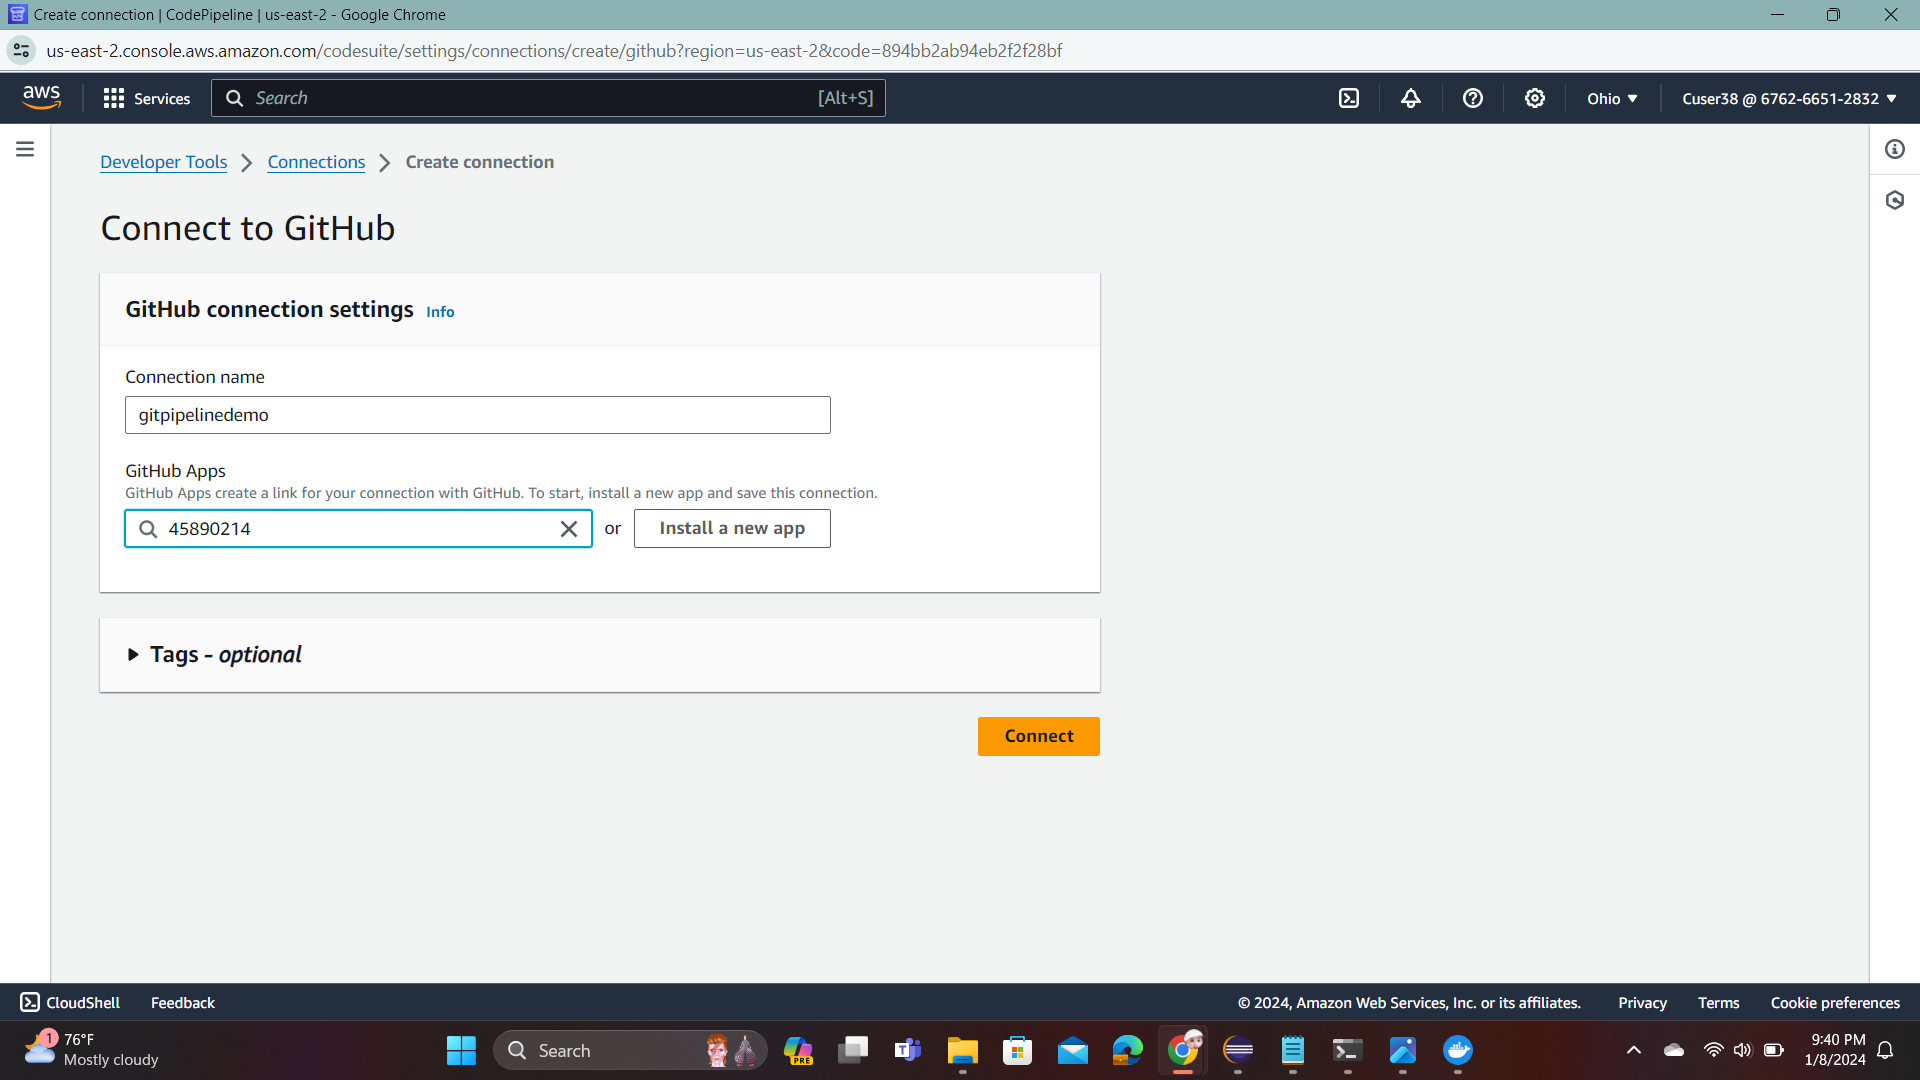 Create connection | CodePipeline | us-east-2 - Google Chrome
us-east-2.console.aws.amazon.com/codesuite/settings/connections/create/github?region=us-east-2&code=894bb2ab94eb2f2f28bf
aws Services Search [Alt+S] Ohio Cuser38 @ 6762-6651-2832
Developer Tools Connections Create connection
Connect to GitHub
GitHub connection settings Info
Connection name
gitpipelinedemo
GitHub Apps
GitHub Apps create a link for your connection with GitHub. To start, install a new app and save this connection.
45890214 or Install a new app
Tags - optional
Connect
CloudShell Feedback © 2024, Amazon Web Services, Inc. or its affiliates. Privacy Terms Cookie preferences
1 76°F
Mostly cloudy
Search
PRE
9:40 PM
1/8/2024